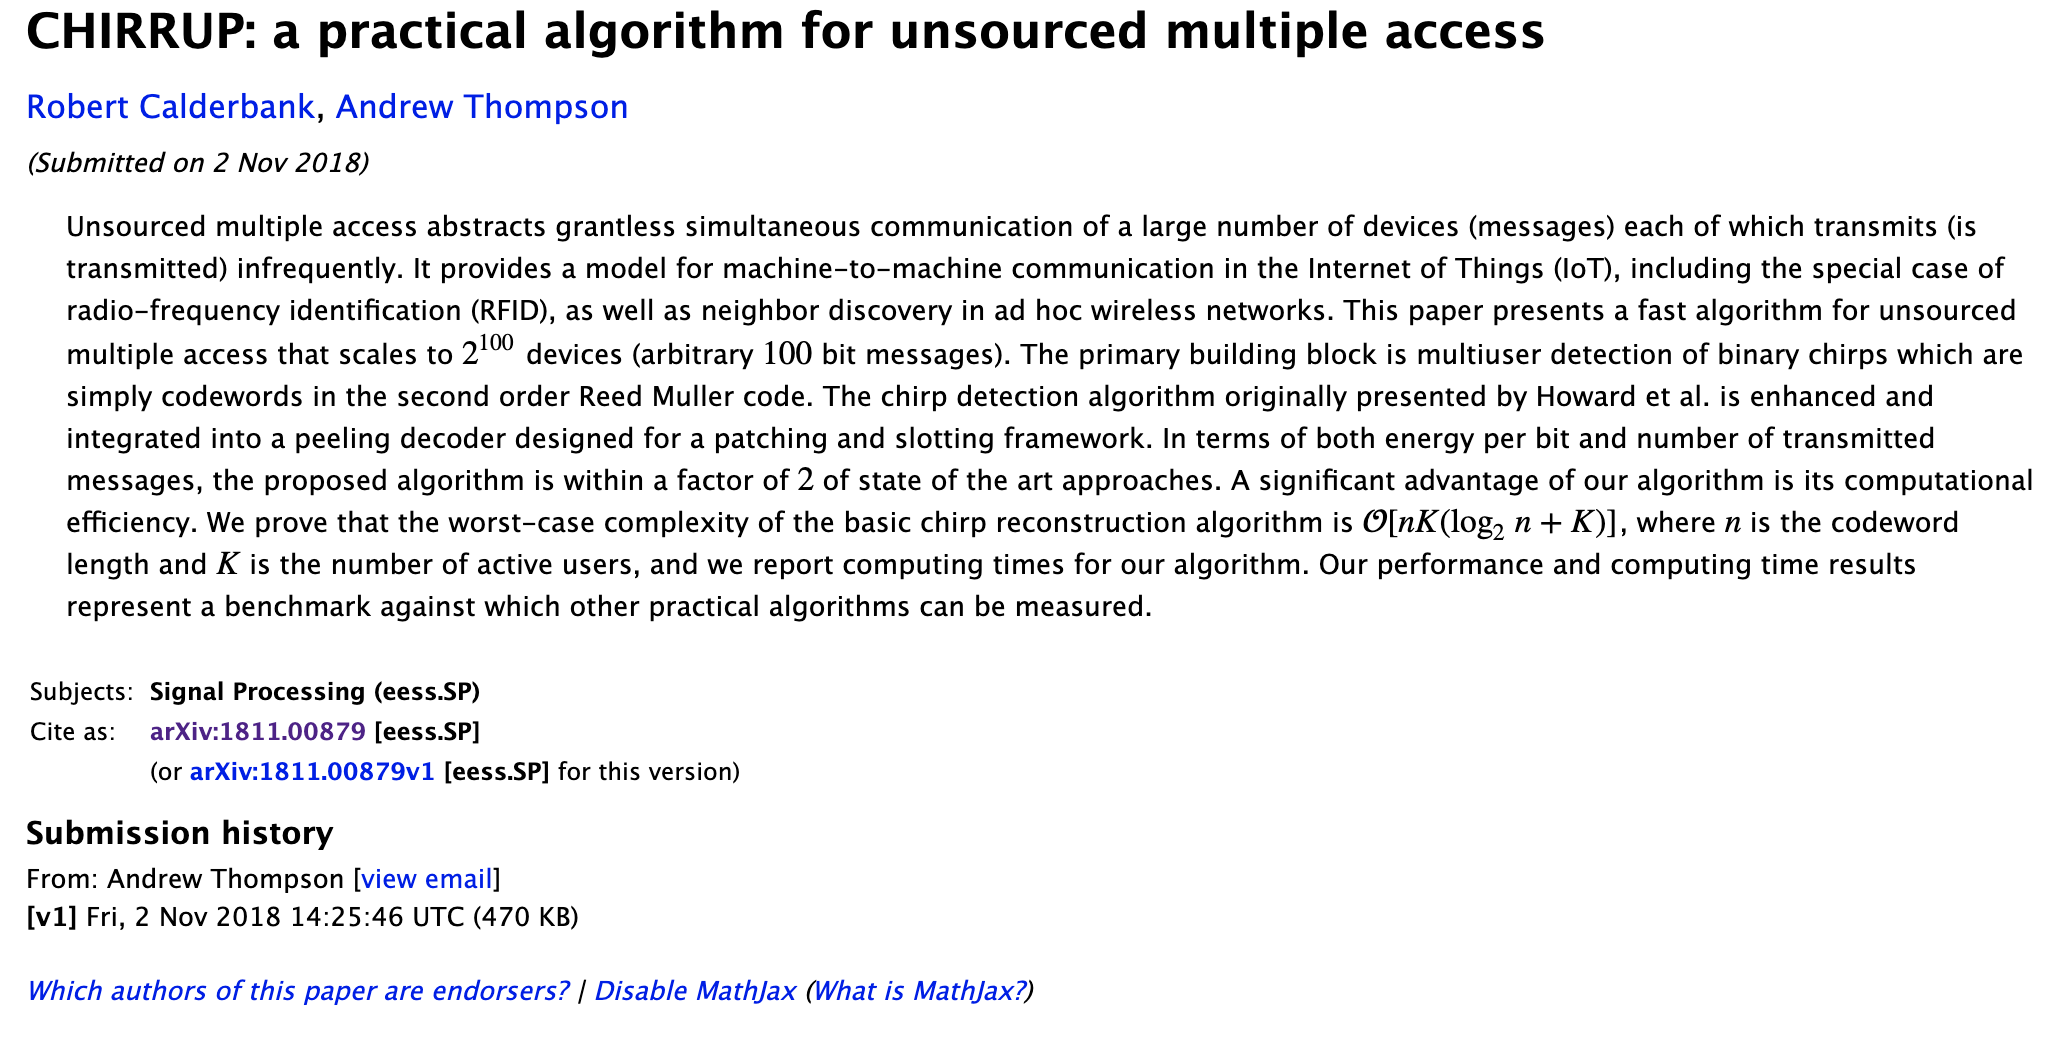 CHIRRUP: a practical algorithm for unsourced multiple access
Robert Calderbank, Andrew Thompson
(Submitted on 2 Nov 2018)
Unsourced multiple access abstracts grantless simultaneous communication of a large number of devices (messages) each of which transmits (is
transmitted) infrequently. It provides a model for machine-to-machine communication in the Internet of Things (IoT), including the special case of
radio-frequency identification (RFID), as well as neighbor discovery in ad hoc wireless networks. This paper presents a fast algorithm for unsourced
multiple access that scales to 2^100 devices (arbitrary 100 bit messages). The primary building block is multiuser detection of binary chirps which are
simply codewords in the second order Reed Muller code. The chirp detection algorithm originally presented by Howard et al. is enhanced and
integrated into a peeling decoder designed for a patching and slotting framework. In terms of both energy per bit and number of transmitted
messages, the proposed algorithm is within a factor of 2 of state of the art approaches. A significant advantage of our algorithm is its computational
efficiency. We prove that the worst-case complexity of the basic chirp reconstruction algorithm is 𝒪[nK(log₂ n + K)], where n is the codeword
length and K is the number of active users, and we report computing times for our algorithm. Our performance and computing time results
represent a benchmark against which other practical algorithms can be measured.
Subjects: Signal Processing (eess.SP)
Cite as: arXiv:1811.00879 [eess.SP]
(or arXiv:1811.00879v1 [eess.SP] for this version)
Submission history
From: Andrew Thompson [view email]
[v1] Fri, 2 Nov 2018 14:25:46 UTC (470 KB)
Which authors of this paper are endorsers? | Disable MathJax (What is MathJax?)